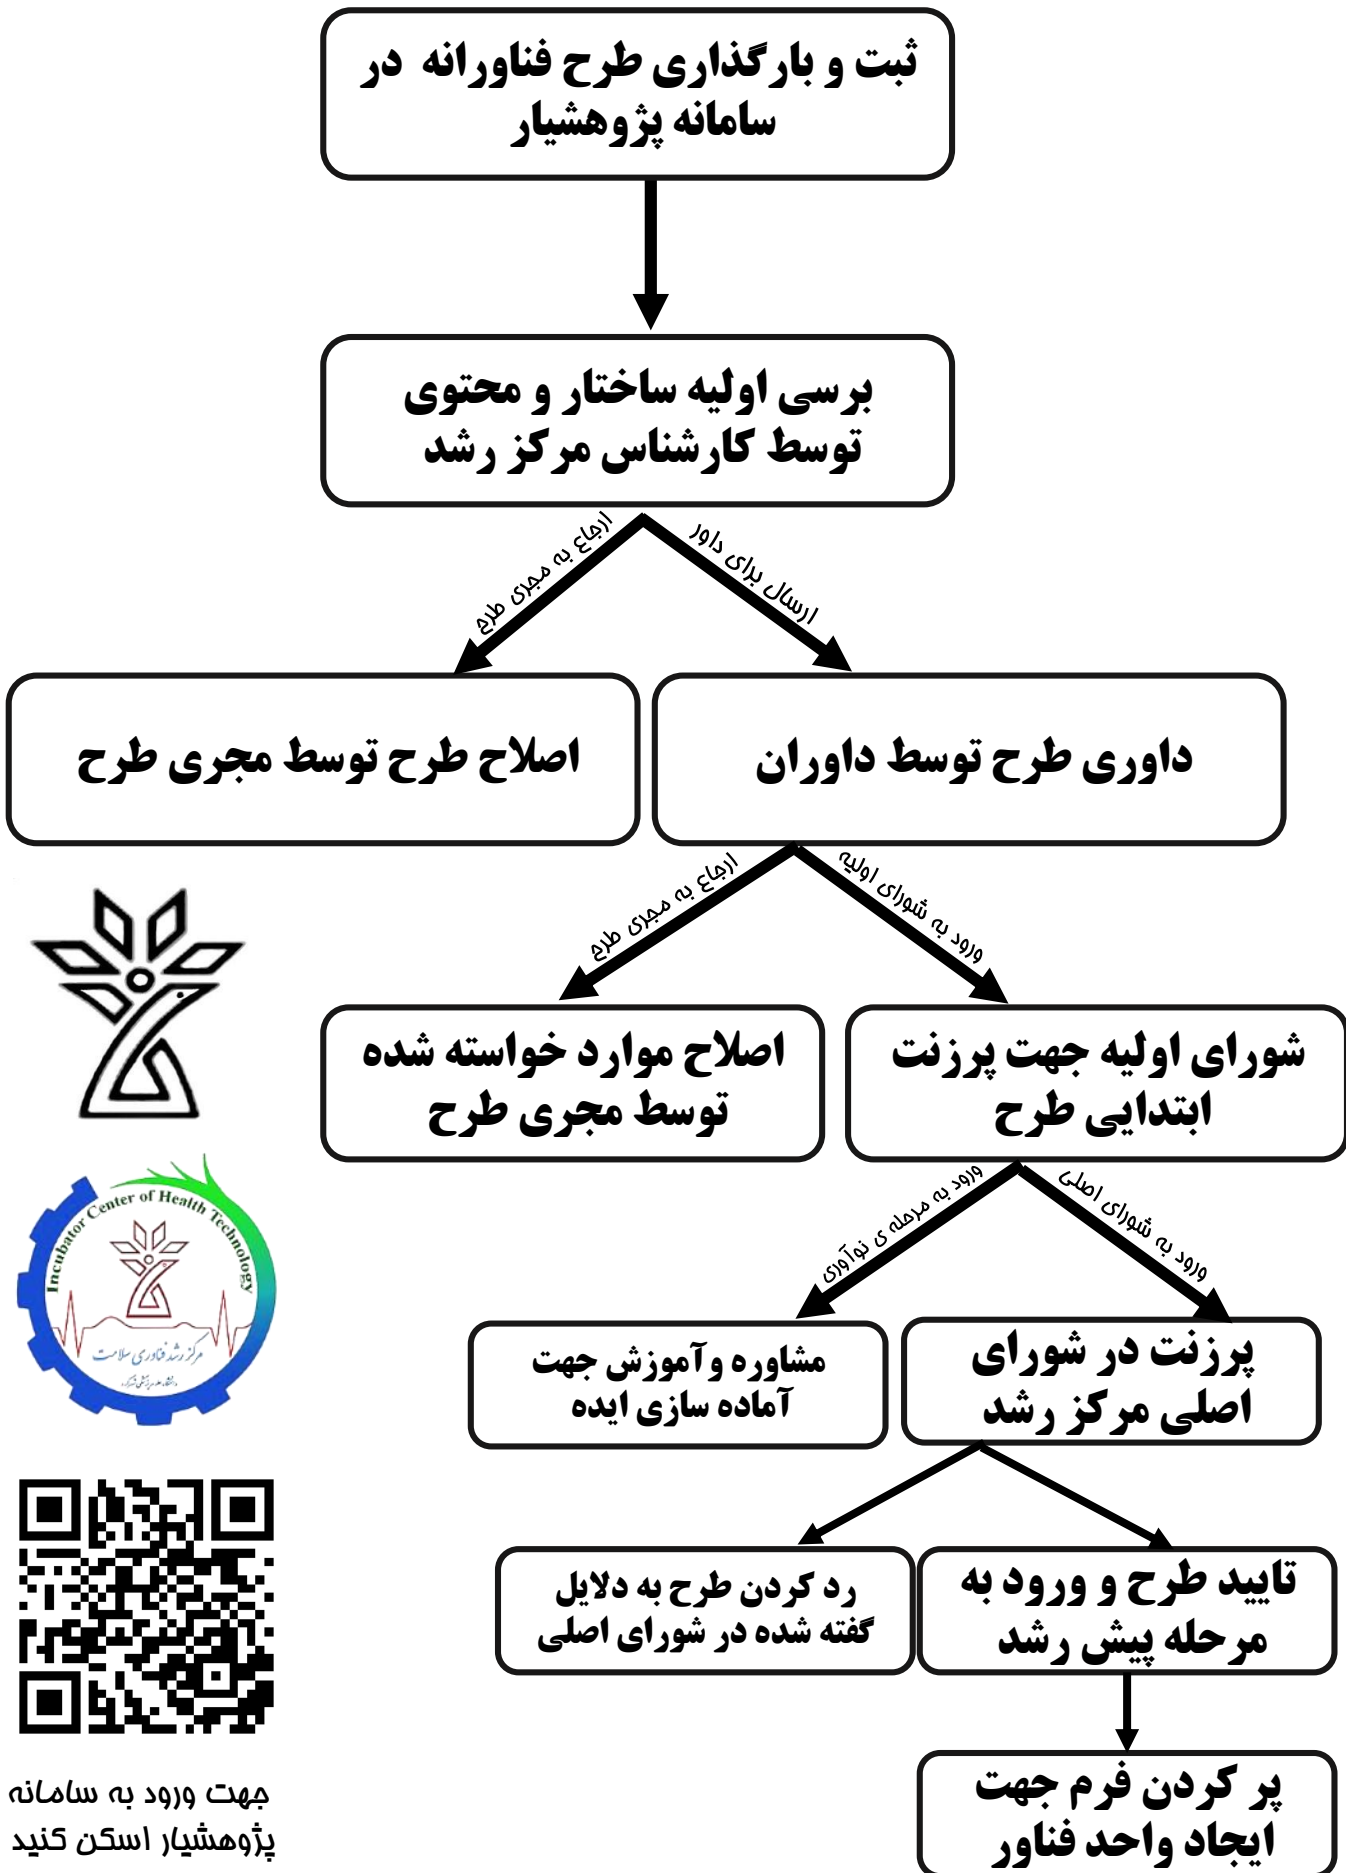 ثبت و بارگذاری طرح فناورانه در
سامانه پژوهشیار
برسی اولیه ساختار و محتوی
توسط کارشناس مرکز رشد
ارجاع به مجری طرح
ارسال برای داور
داوری طرح توسط داوران
اصلاح طرح توسط مجری طرح
ارجاع به مجری طرح
ورود به شورای اولیه
شورای اولیه جهت پرزنت
ابتدایی طرح
اصلاح موارد خواسته شده
توسط مجری طرح
ورود به مرحله ی نوآوری
ورود به شورای اصلی
پرزنت در شورای
اصلی مرکز رشد
مشاوره وآموزش جهت
آماده سازی ایده
تایید طرح و ورود به
مرحله پیش رشد
رد کردن طرح به دلایل
گفته شده در شورای اصلی
پر کردن فرم جهت
ایجاد واحد فناور
Incubator Center of Health Technology
مرکز رشد فناوری سلامت
جهت ورود به سامانه
پژوهشیار اسکن کنید